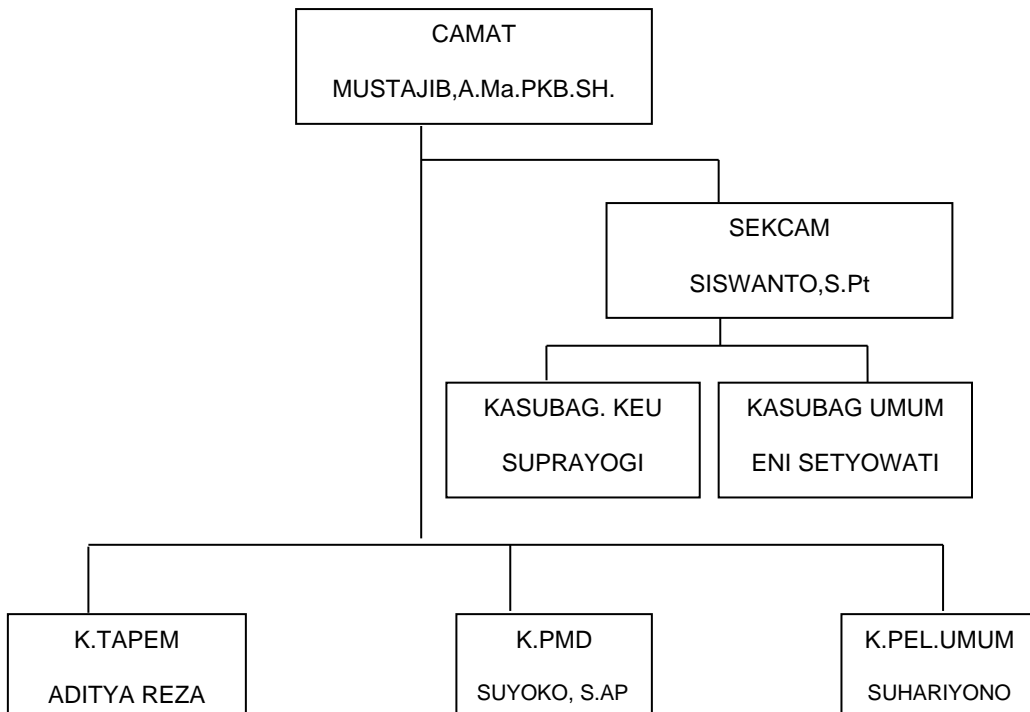 CAMAT
MUSTAJIB,A.Ma.PKB.SH.
SEKCAM
SISWANTO,S.Pt
KASUBAG. KEU
SUPRAYOGI
KASUBAG UMUM
ENI SETYOWATI
K.TAPEM
ADITYA REZA
K.PMD
SUYOKO, S.AP
K.PEL.UMUM
SUHARIYONO